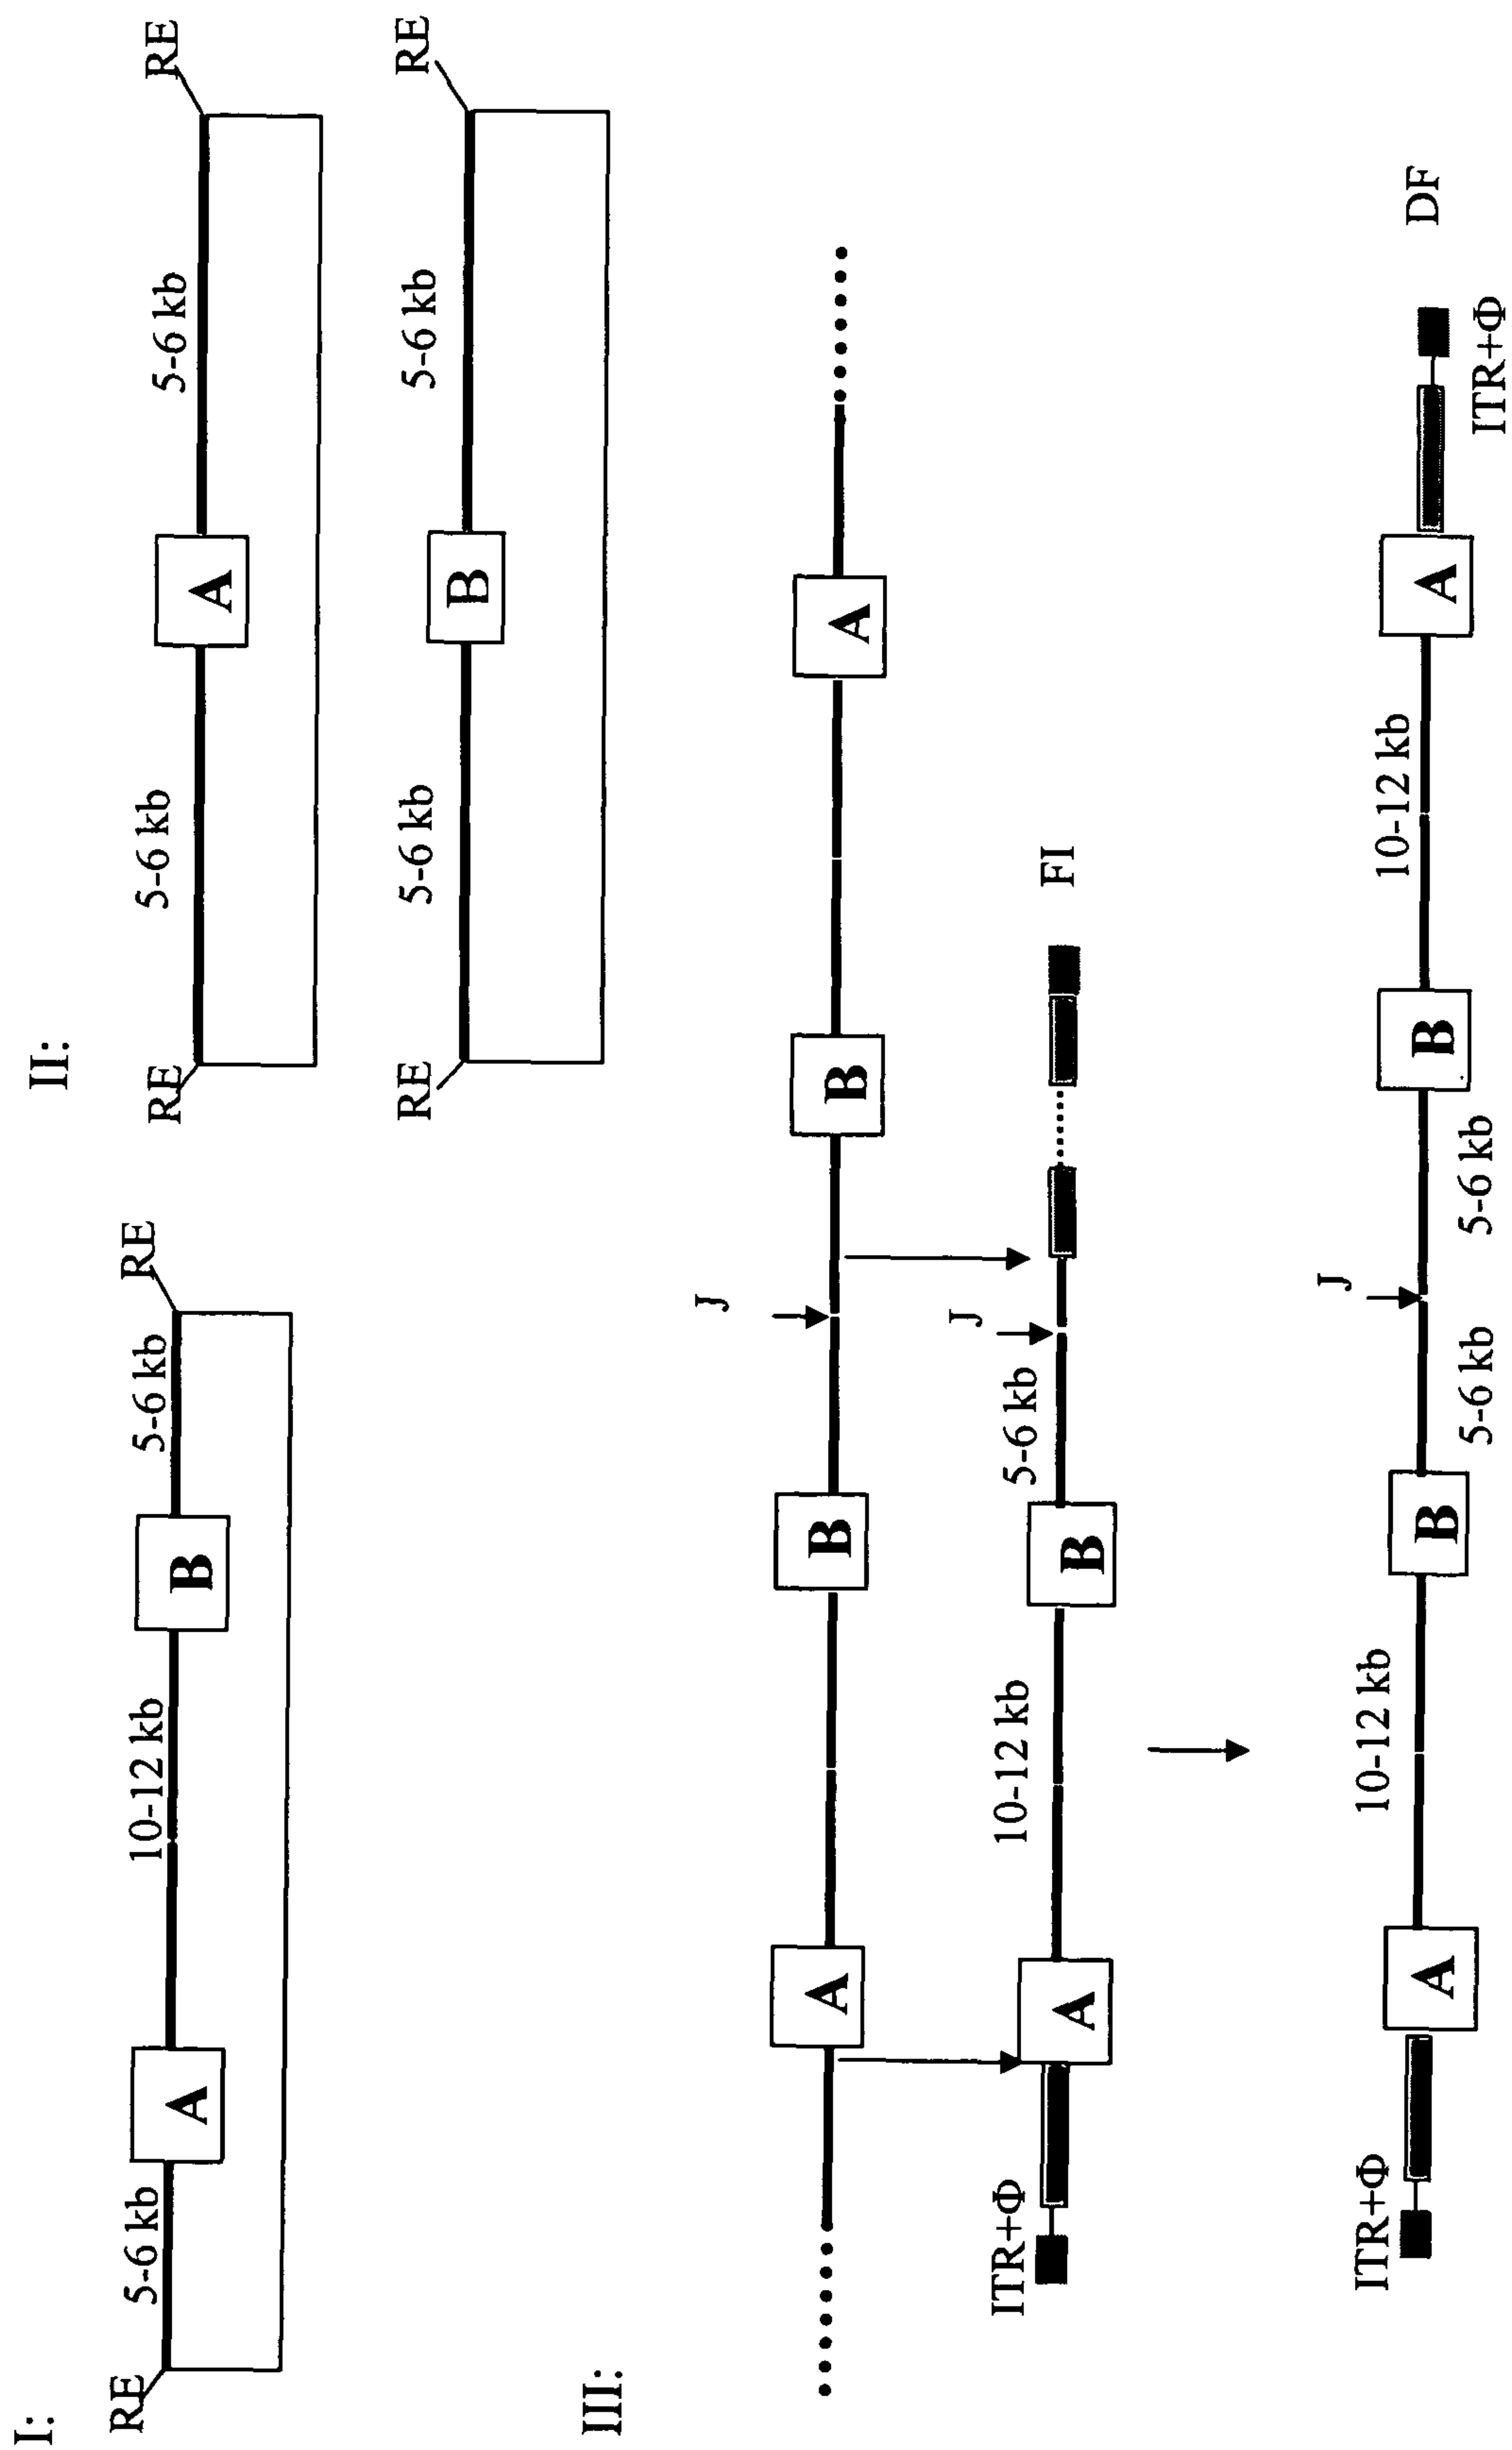 I:
RE
5-6 kb
A
10-12 kb
B
5-6 kb
RE
II:
RE
5-6 kb
A
5-6 kb
RE
RE
5-6 kb
B
5-6 kb
RE
III:
J
A
B
B
A
ITR+Φ
A
10-12 kb
B
5-6 kb
J
FI
ITR+Φ
A
10-12 kb
B
5-6 kb
J
5-6 kb
B
10-12 kb
A
ITR+Φ
DF